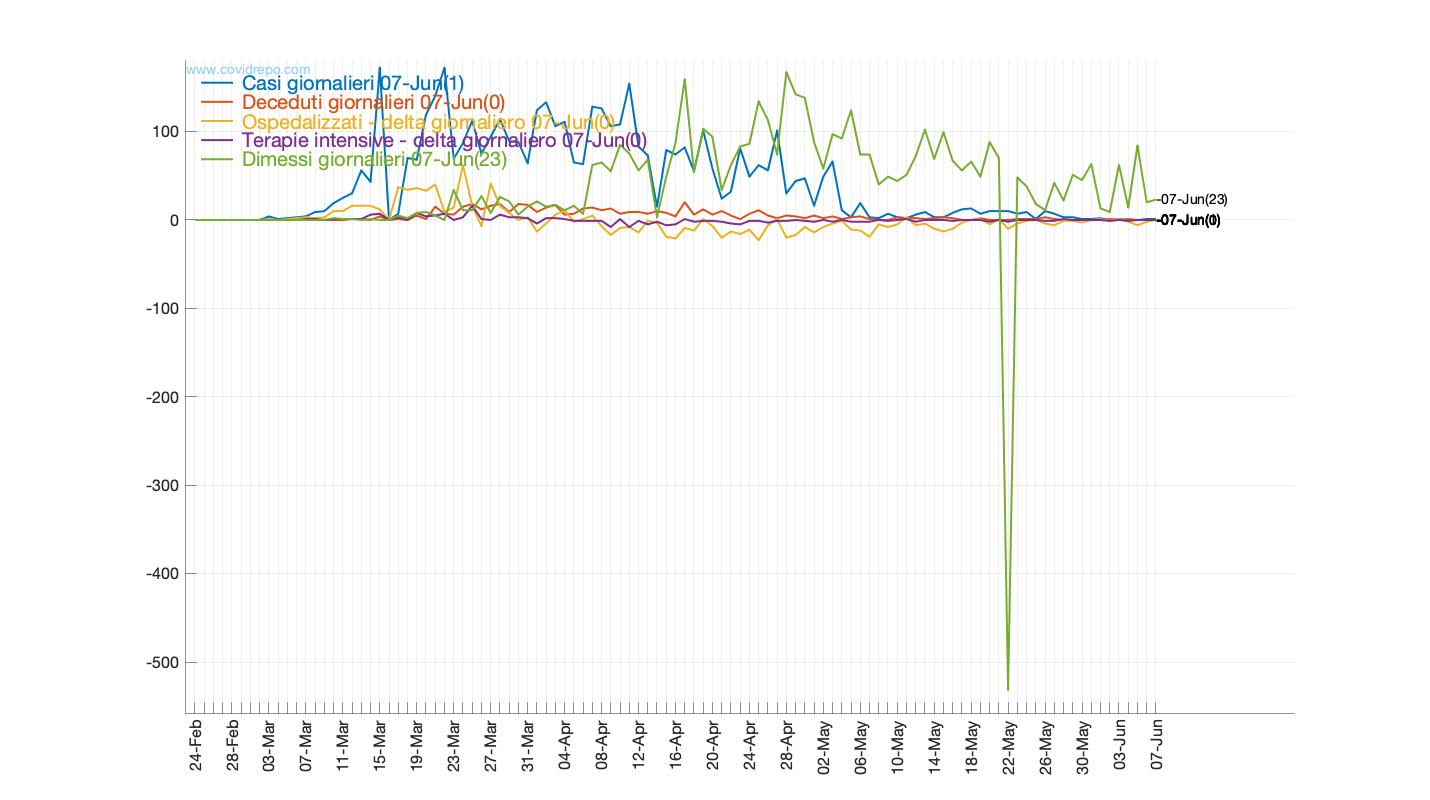 www.covidrepo.com
Casi giornalieri 07-Jun(1)
Deceduti giornalieri 07-Jun(0)
Ospedalizzati - delta giornaliero 07-Jun(0)
Terapie intensive - delta giornaliero 07-Jun(0)
Dimessi giornalieri 07-Jun(23)
100
0
-100
-200
-300
-400
-500
-07-Jun(23)
24-Feb
28-Feb
03-Mar
07-Mar
11-Mar
15-Mar
19-Mar
23-Mar
27-Mar
31-Mar
04-Apr
08-Apr
12-Apr
16-Apr
20-Apr
24-Apr
28-Apr
02-May
06-May
10-May
14-May
18-May
22-May
26-May
30-May
03-Jun
07-Jun